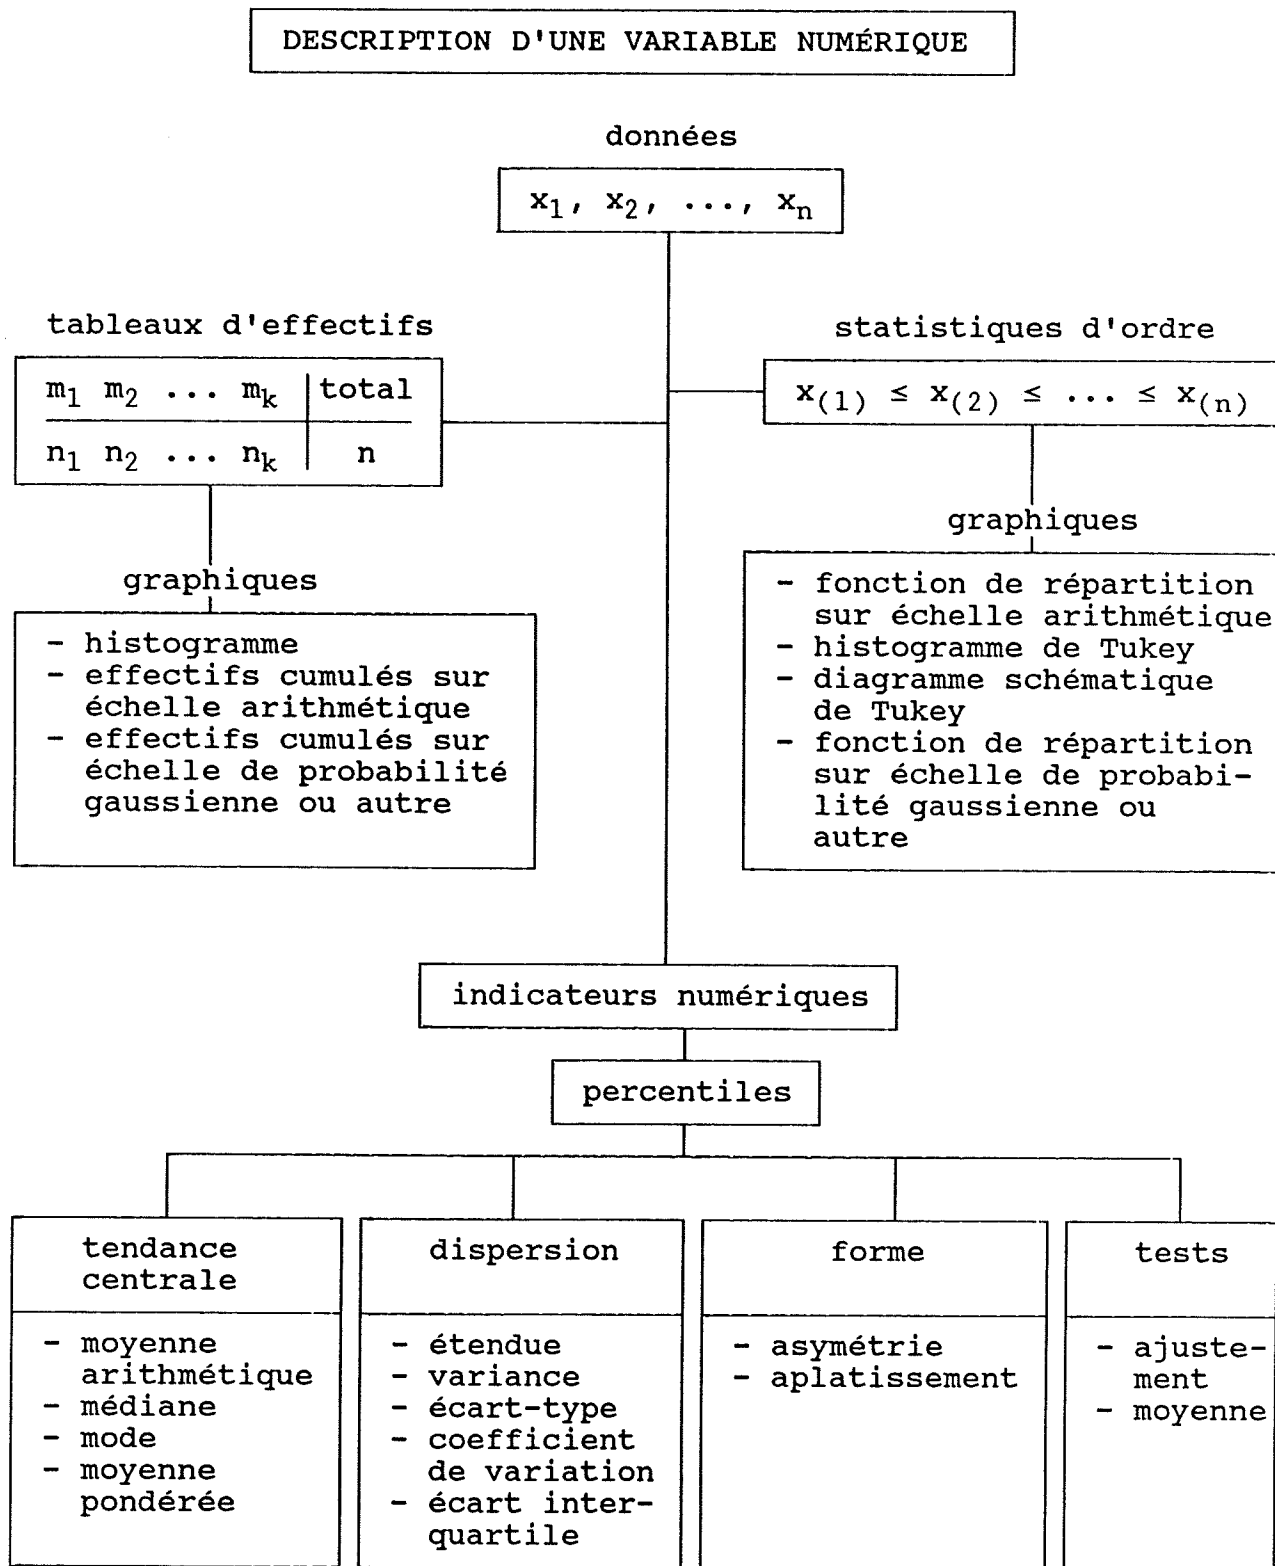 DESCRIPTION D'UNE VARIABLE NUMÉRIQUE
données
x1, x2, ..., xn
tableaux d'effectifs
m1 m2 ... mk total
n1 n2 ... nk n
graphiques
- histogramme
- effectifs cumulés sur
échelle arithmétique
- effectifs cumulés sur
échelle de probabilité
gaussienne ou autre
statistiques d'ordre
x(1) ≤ x(2) ≤ ... ≤ x(n)
graphiques
- fonction de répartition
sur échelle arithmétique
- histogramme de Tukey
- diagramme schématique
de Tukey
- fonction de répartition
sur échelle de probabi-
lité gaussienne ou
autre
indicateurs numériques
percentiles
tendance
centrale
- moyenne
arithmétique
- médiane
- mode
- moyenne
pondérée
dispersion
- étendue
- variance
- écart-type
- coefficient
de variation
- écart inter-
quartile
forme
- asymétrie
- aplatissement
tests
- ajuste-
ment
- moyenne